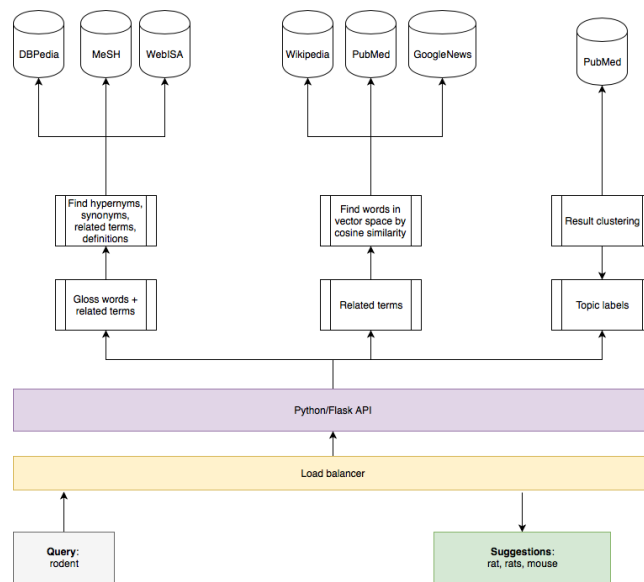 DBPedia
MeSH
WebISA
Wikipedia
PubMed
GoogleNews
PubMed
Find hypernyms,
synonyms,
related terms,
definitions
Find words in
vector space by
cosine similarity
Result clustering
Gloss words +
related terms
Related terms
Topic labels
Python/Flask API
Load balancer
Query:
rodent
Suggestions:
rat, rats, mouse